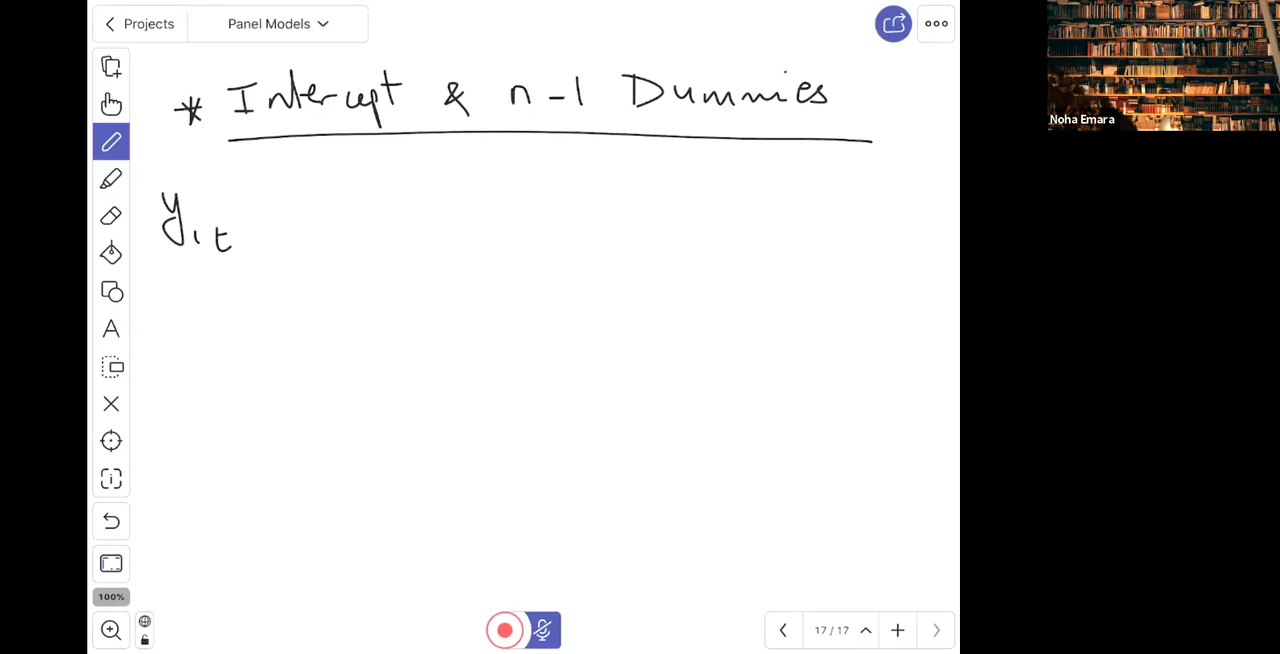 Projects
Panel Models
Noha Emara
* Intercept & n-1 Dummies
yit
A
100%
17 / 17